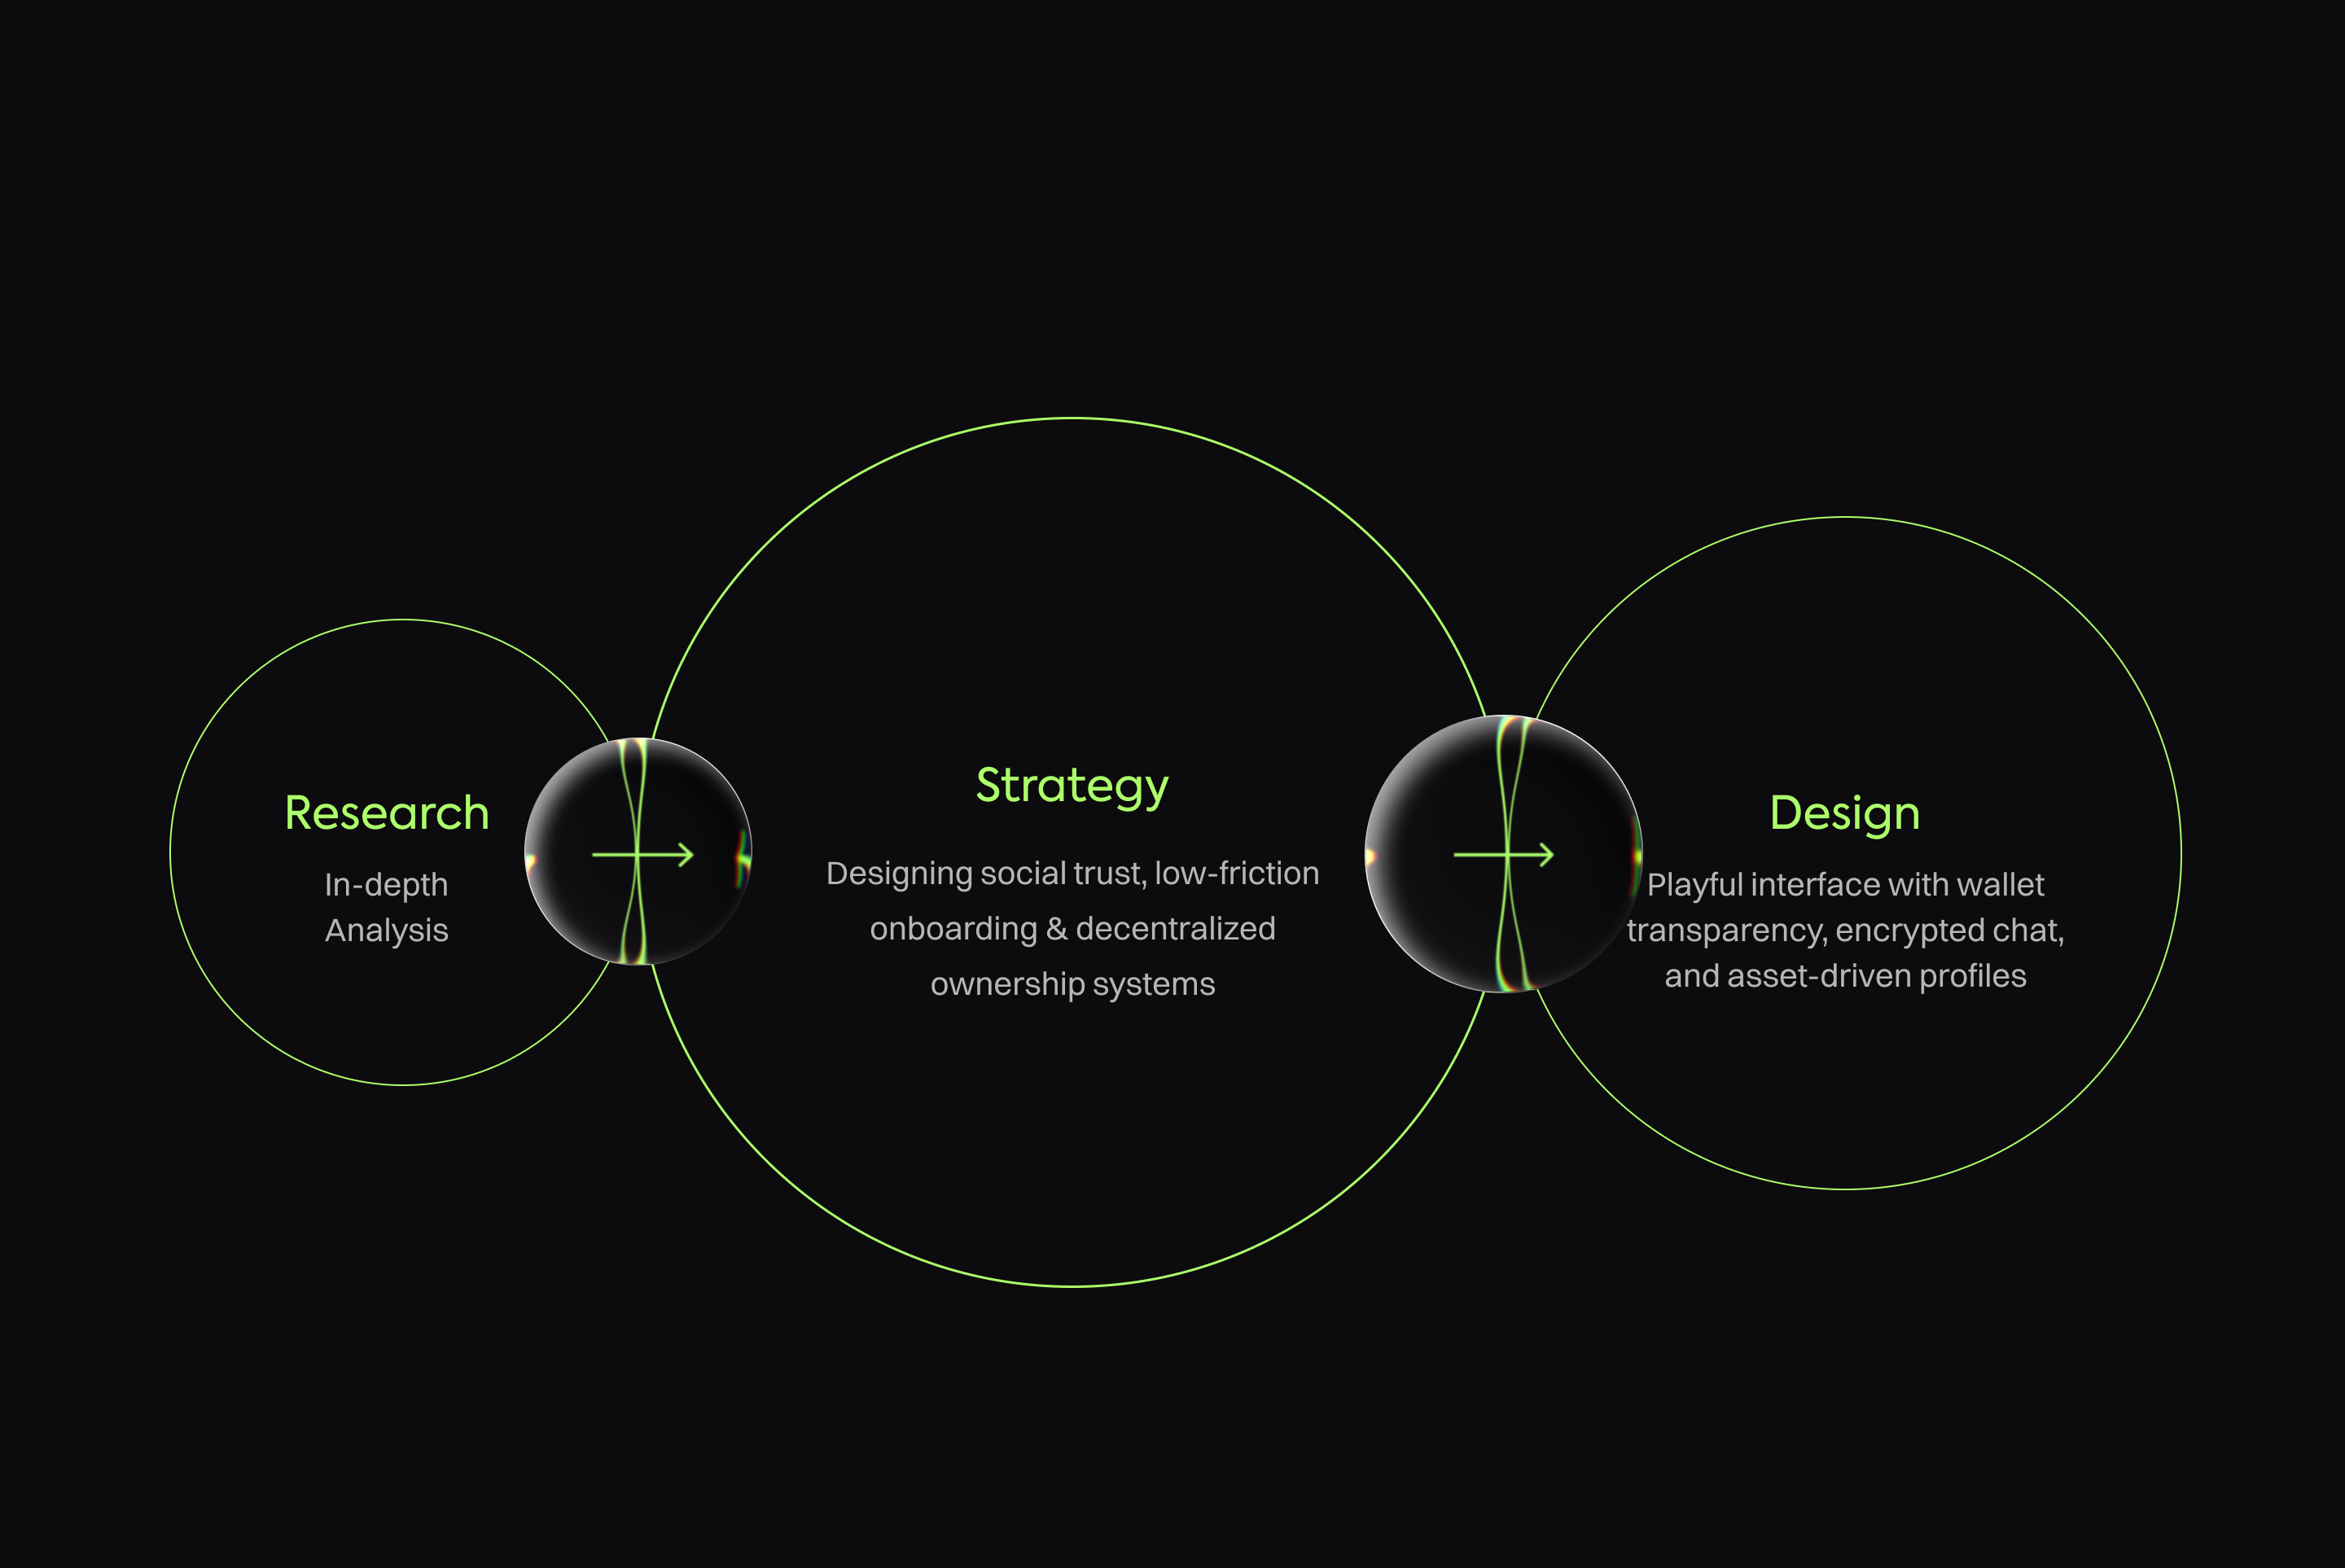 Research
In-depth
Analysis
Strategy
Designing social trust, low-friction
onboarding & decentralized
ownership systems
Design
Playful interface with wallet
transparency, encrypted chat,
and asset-driven profiles